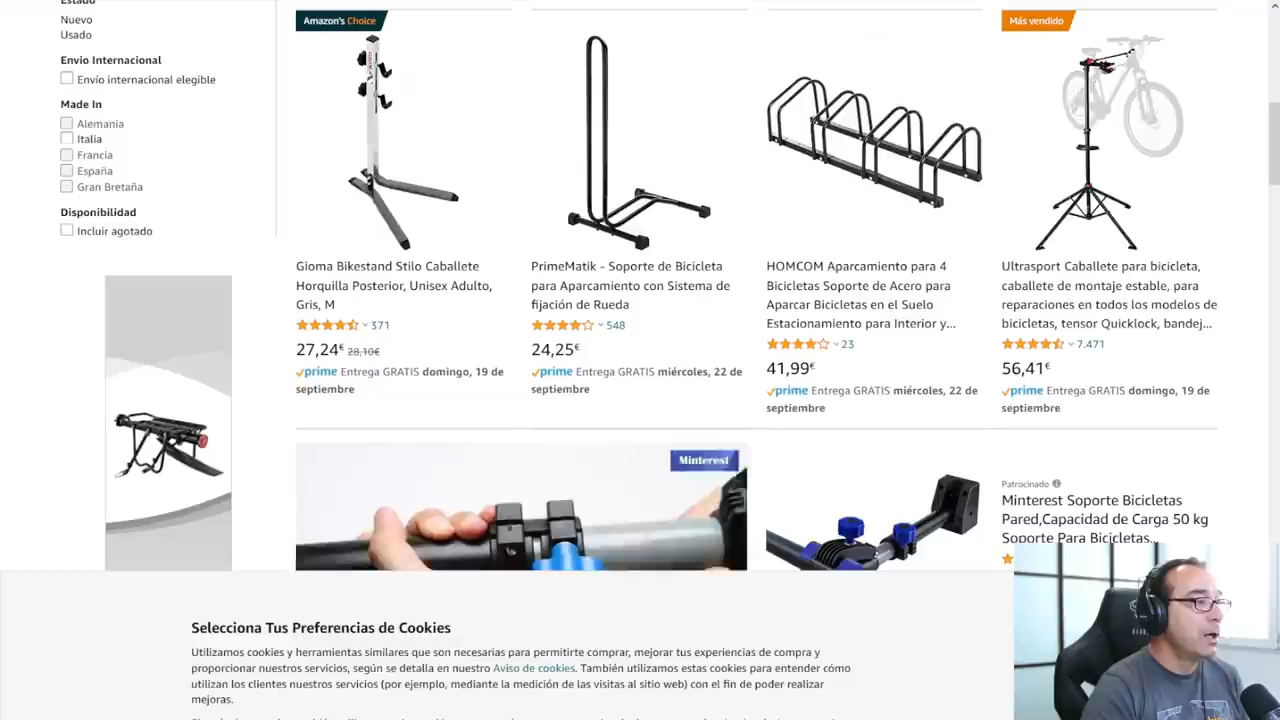 Estado
Nuevo
Usado
Envio Internacional
Envío internacional elegible
Made In
Alemania
Italia
Francia
España
Gran Bretaña
Disponibilidad
Incluir agotado
Amazon's Choice
Gioma Bikestand Stilo Caballete
Horquilla Posterior, Unisex Adulto,
Gris, M
371
27,24€ 28,10€
prime Entrega GRATIS domingo, 19 de
septiembre
PrimeMatik - Soporte de Bicicleta
para Aparcamiento con Sistema de
fijación de Rueda
548
24,25€
prime Entrega GRATIS miércoles, 22 de
septiembre
HOMCOM Aparcamiento para 4
Bicicletas Soporte de Acero para
Aparcar Bicicletas en el Suelo
Estacionamiento para Interior y...
23
41,99€
prime Entrega GRATIS miércoles, 22 de
septiembre
Más vendido
Ultrasport Caballete para bicicleta,
caballete de montaje estable, para
reparaciones en todos los modelos de
bicicletas, tensor Quicklock, bandej...
7.471
56,41€
prime Entrega GRATIS domingo, 19 de
septiembre
Minterest
Patrocinado
Minterest Soporte Bicicletas
Pared,Capacidad de Carga 50 kg
Soporte Para Bicicletas...
Selecciona Tus Preferencias de Cookies
Utilizamos cookies y herramientas similares que son necesarias para permitirte comprar, mejorar tus experiencias de compra y
proporcionar nuestros servicios, según se detalla en nuestro Aviso de cookies. También utilizamos estas cookies para entender cómo
utilizan los clientes nuestros servicios (por ejemplo, mediante la medición de las visitas al sitio web) con el fin de poder realizar
mejoras.